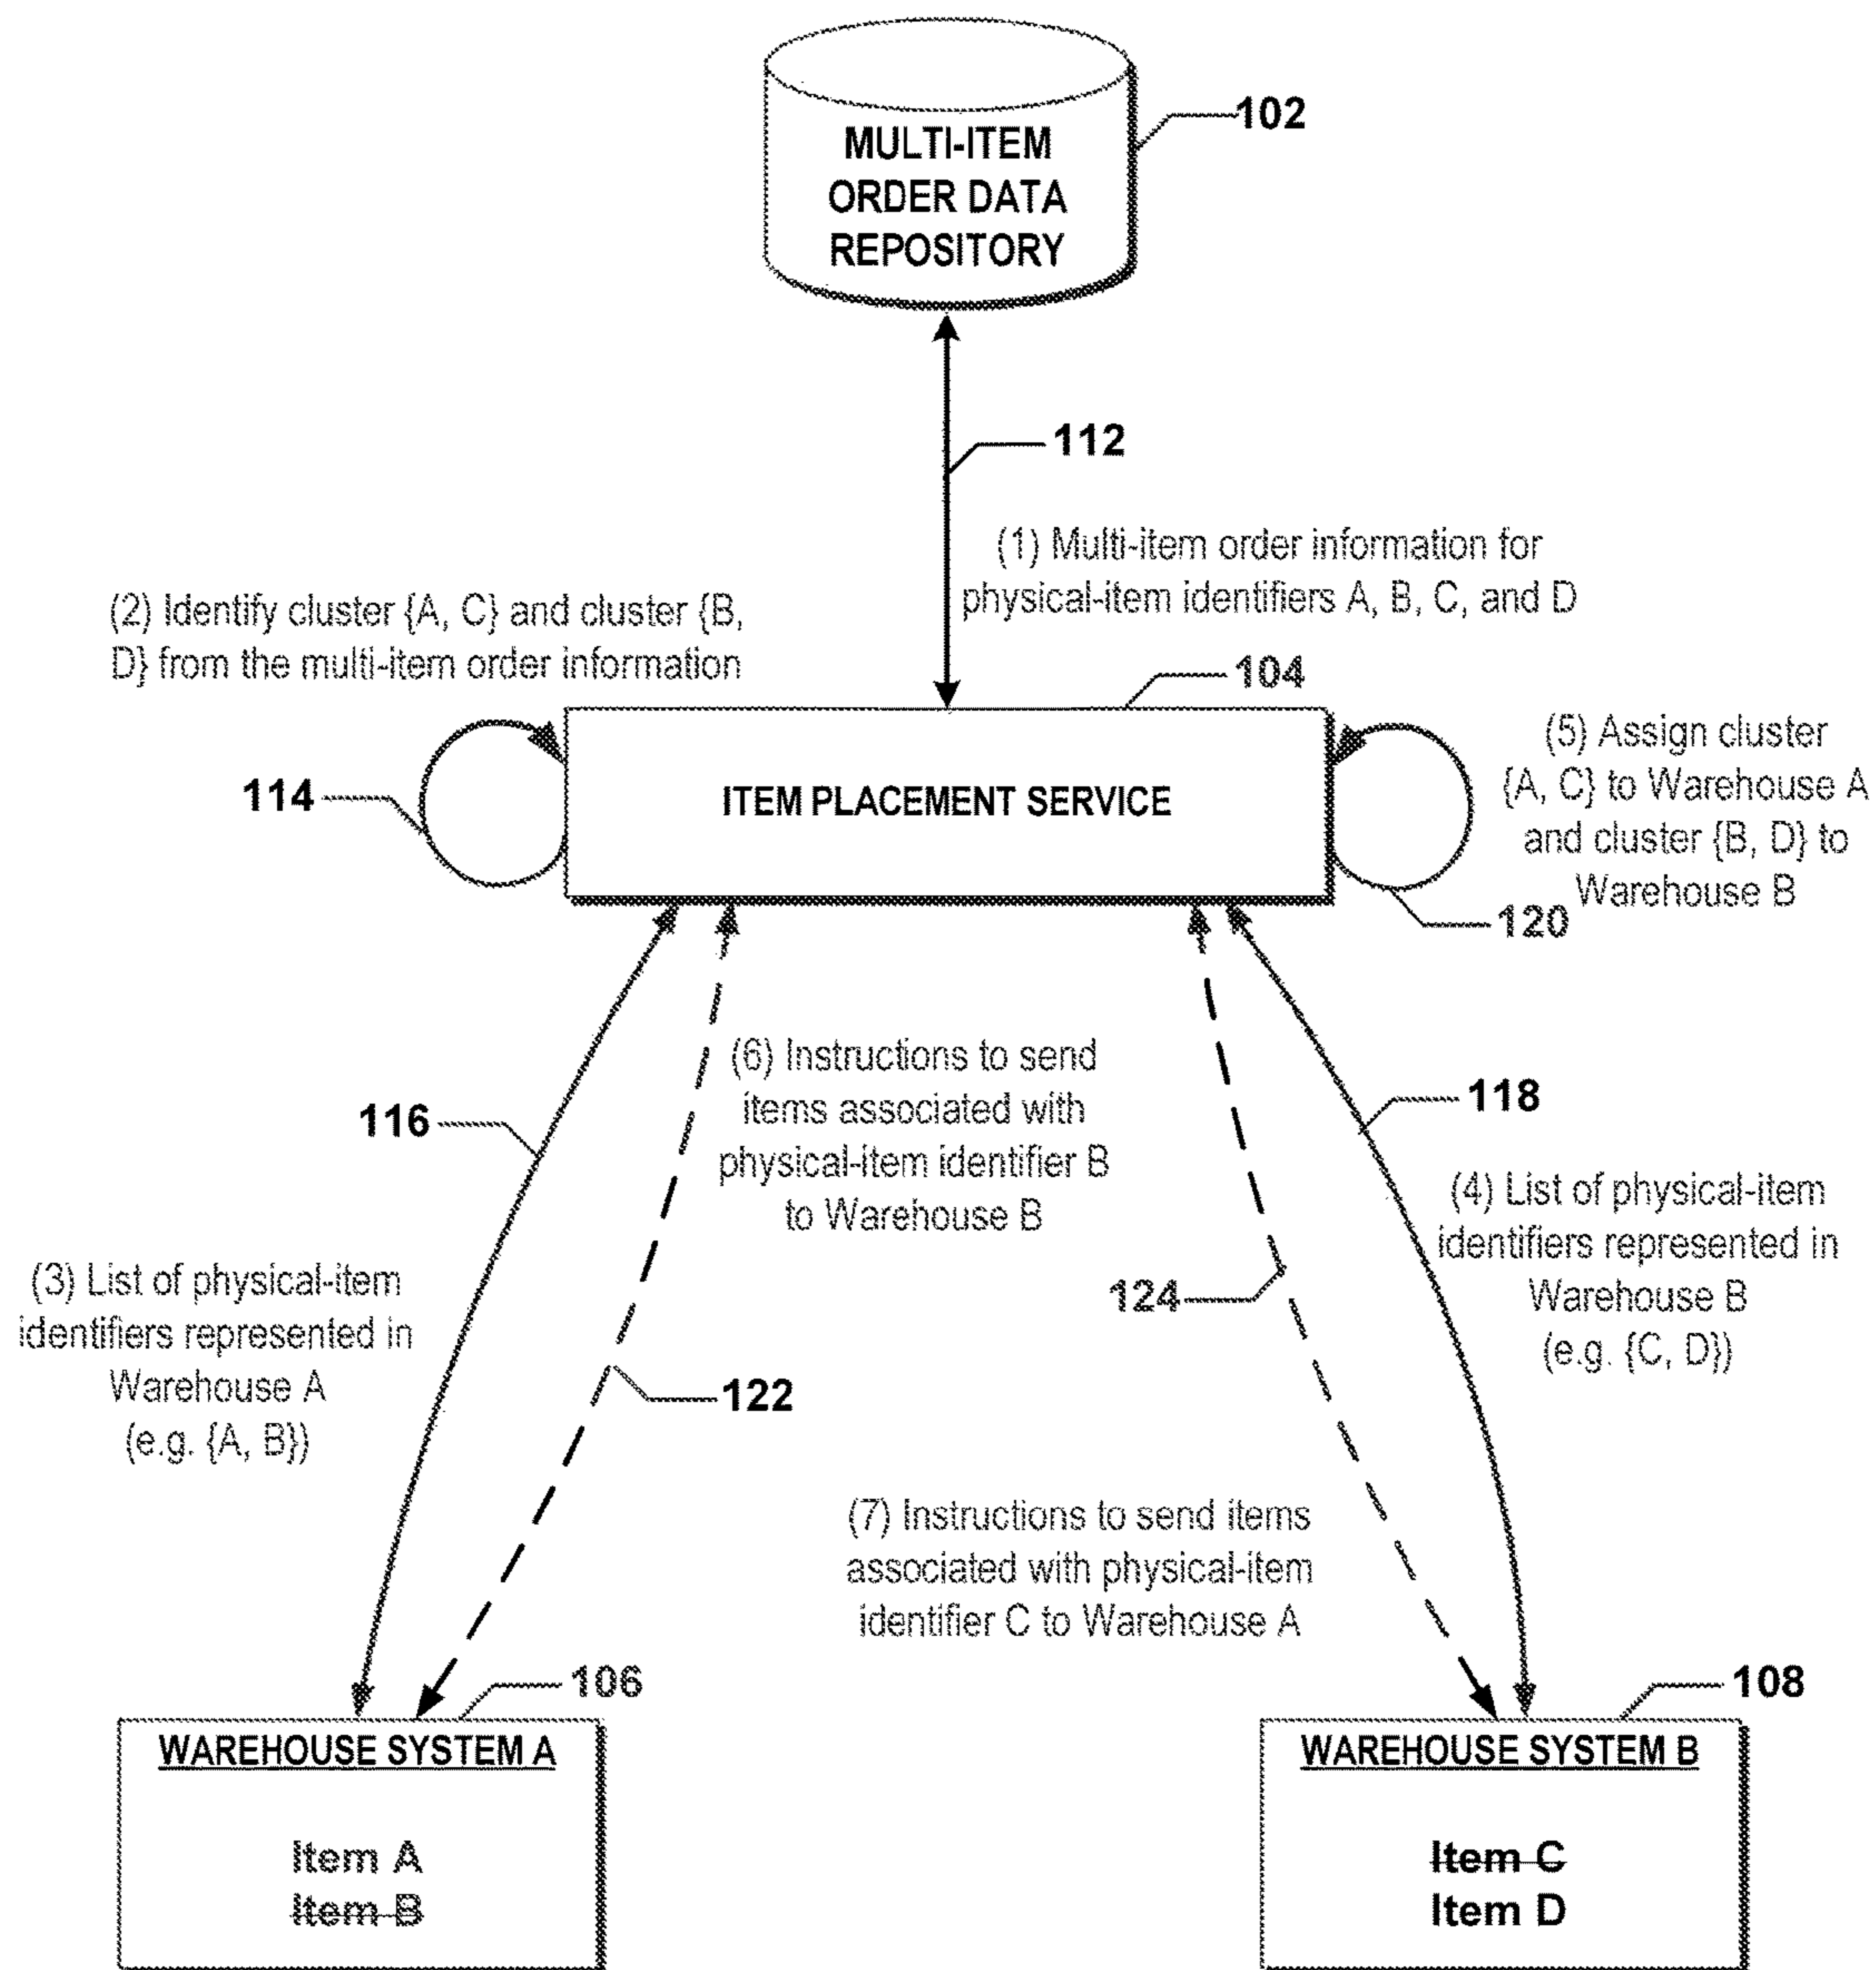 MULTI-ITEM
ORDER DATA
REPOSITORY
102
112
(1) Multi-item order information for
physical-item identifiers A, B, C, and D
(2) Identify cluster {A, C} and cluster {B,
D} from the multi-item order information
104
ITEM PLACEMENT SERVICE
114
(5) Assign cluster
{A, C} to Warehouse A
and cluster {B, D} to
Warehouse B
120
(6) Instructions to send
items associated with
physical-item identifier B
to Warehouse B
116
118
(4) List of physical-item
identifiers represented in
Warehouse B
(e.g. {C, D})
(3) List of physical-item
identifiers represented in
Warehouse A
(e.g. {A, B})
124
122
(7) Instructions to send items
associated with physical-item
identifier C to Warehouse A
106
WAREHOUSE SYSTEM A
Item A
Item B
108
WAREHOUSE SYSTEM B
Item C
Item D